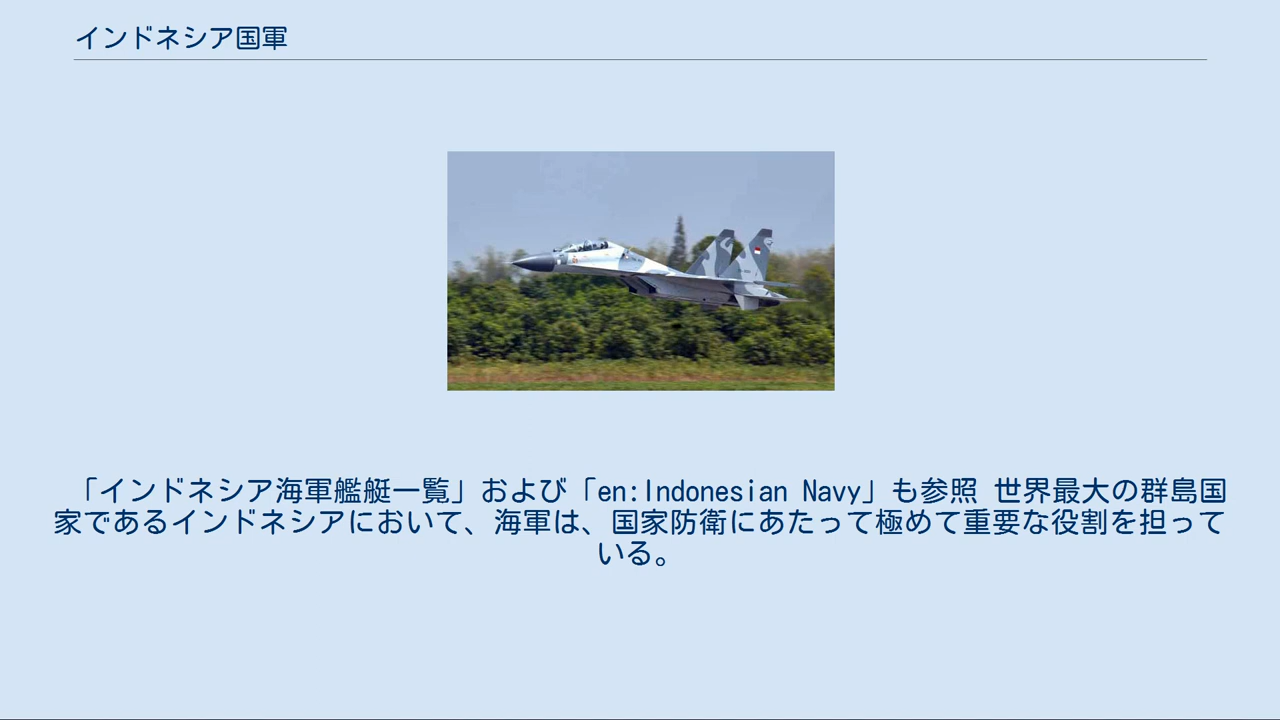 インドネシア国軍
「インドネシア海軍艦艇一覧」および「en:Indonesian Navy」も参照 世界最大の群島国
家であるインドネシアにおいて、海軍は、国家防衛にあたって極めて重要な役割を担って
いる。